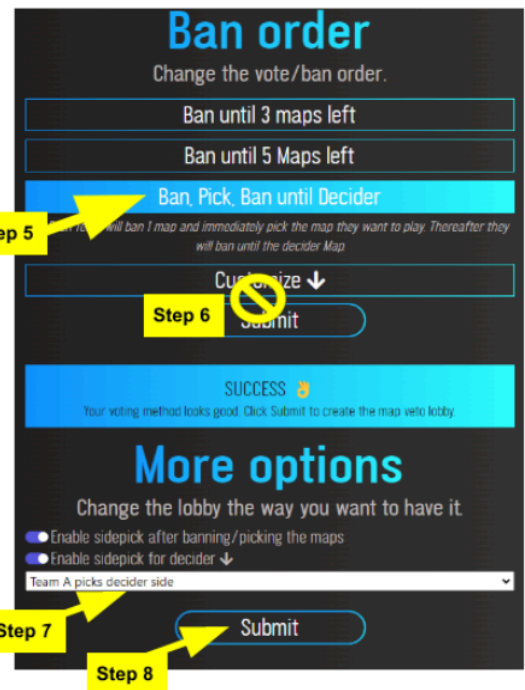 Ban order
Change the vote/ban order.
Ban until 3 maps left
Ban until 5 Maps left
Ban, Pick, Ban until Decider
ep 5
will ban 1 map and immediately pick the map they want to play. Thereafter they
will ban until the decider Map
Customize ↓
Step 6
Submit
SUCCESS 👌
Your voting method looks good. Click Submit to create the map veto lobby.
More options
Change the lobby the way you want to have it.
Enable sidepick after banning/picking the maps
Enable sidepick for decider ↓
Team A picks decider side
Step 7
Submit
Step 8